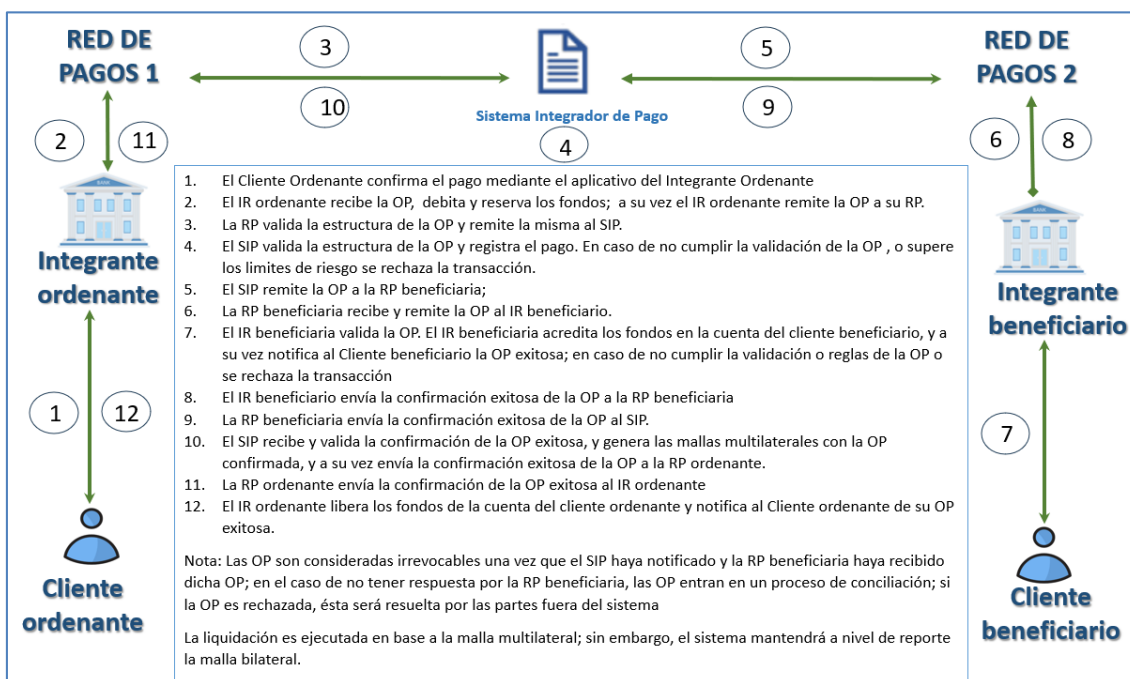 RED DE
PAGOS 1
3
10
Sistema Integrador de Pago
4
5
9
RED DE
PAGOS 2
2
11
6
8
BANK
Integrante
ordenante
BANK
Integrante
beneficiario
1
12
7
Cliente
ordenante
Cliente
beneficiario
1. El Cliente Ordenante confirma el pago mediante el aplicativo del Integrante Ordenante
2. El IR ordenante recibe la OP, debita y reserva los fondos; a su vez el IR ordenante remite la OP a su RP.
3. La RP valida la estructura de la OP y remite la misma al SIP.
4. El SIP valida la estructura de la OP y registra el pago. En caso de no cumplir la validación de la OP , o supere
los limites de riesgo se rechaza la transacción.
5. El SIP remite la OP a la RP beneficiaria;
6. La RP beneficiaria recibe y remite la OP al IR beneficiario.
7. El IR beneficiaria valida la OP. El IR beneficiaria acredita los fondos en la cuenta del cliente beneficiario, y a
su vez notifica al Cliente beneficiario la OP exitosa; en caso de no cumplir la validación o reglas de la OP o
se rechaza la transacción
8. El IR beneficiario envía la confirmación exitosa de la OP a la RP beneficiaria
9. La RP beneficiaria envía la confirmación exitosa de la OP al SIP.
10. El SIP recibe y valida la confirmación de la OP exitosa, y genera las mallas multilaterales con la OP
confirmada, y a su vez envía la confirmación exitosa de la OP a la RP ordenante.
11. La RP ordenante envía la confirmación de la OP exitosa al IR ordenante
12. El IR ordenante libera los fondos de la cuenta del cliente ordenante y notifica al Cliente ordenante de su OP
exitosa.
Nota: Las OP son consideradas irrevocables una vez que el SIP haya notificado y la RP beneficiaria haya recibido
dicha OP; en el caso de no tener respuesta por la RP beneficiaria, las OP entran en un proceso de conciliación; si
la OP es rechazada, ésta será resuelta por las partes fuera del sistema
La liquidación es ejecutada en base a la malla multilateral; sin embargo, el sistema mantendrá a nivel de reporte
la malla bilateral.